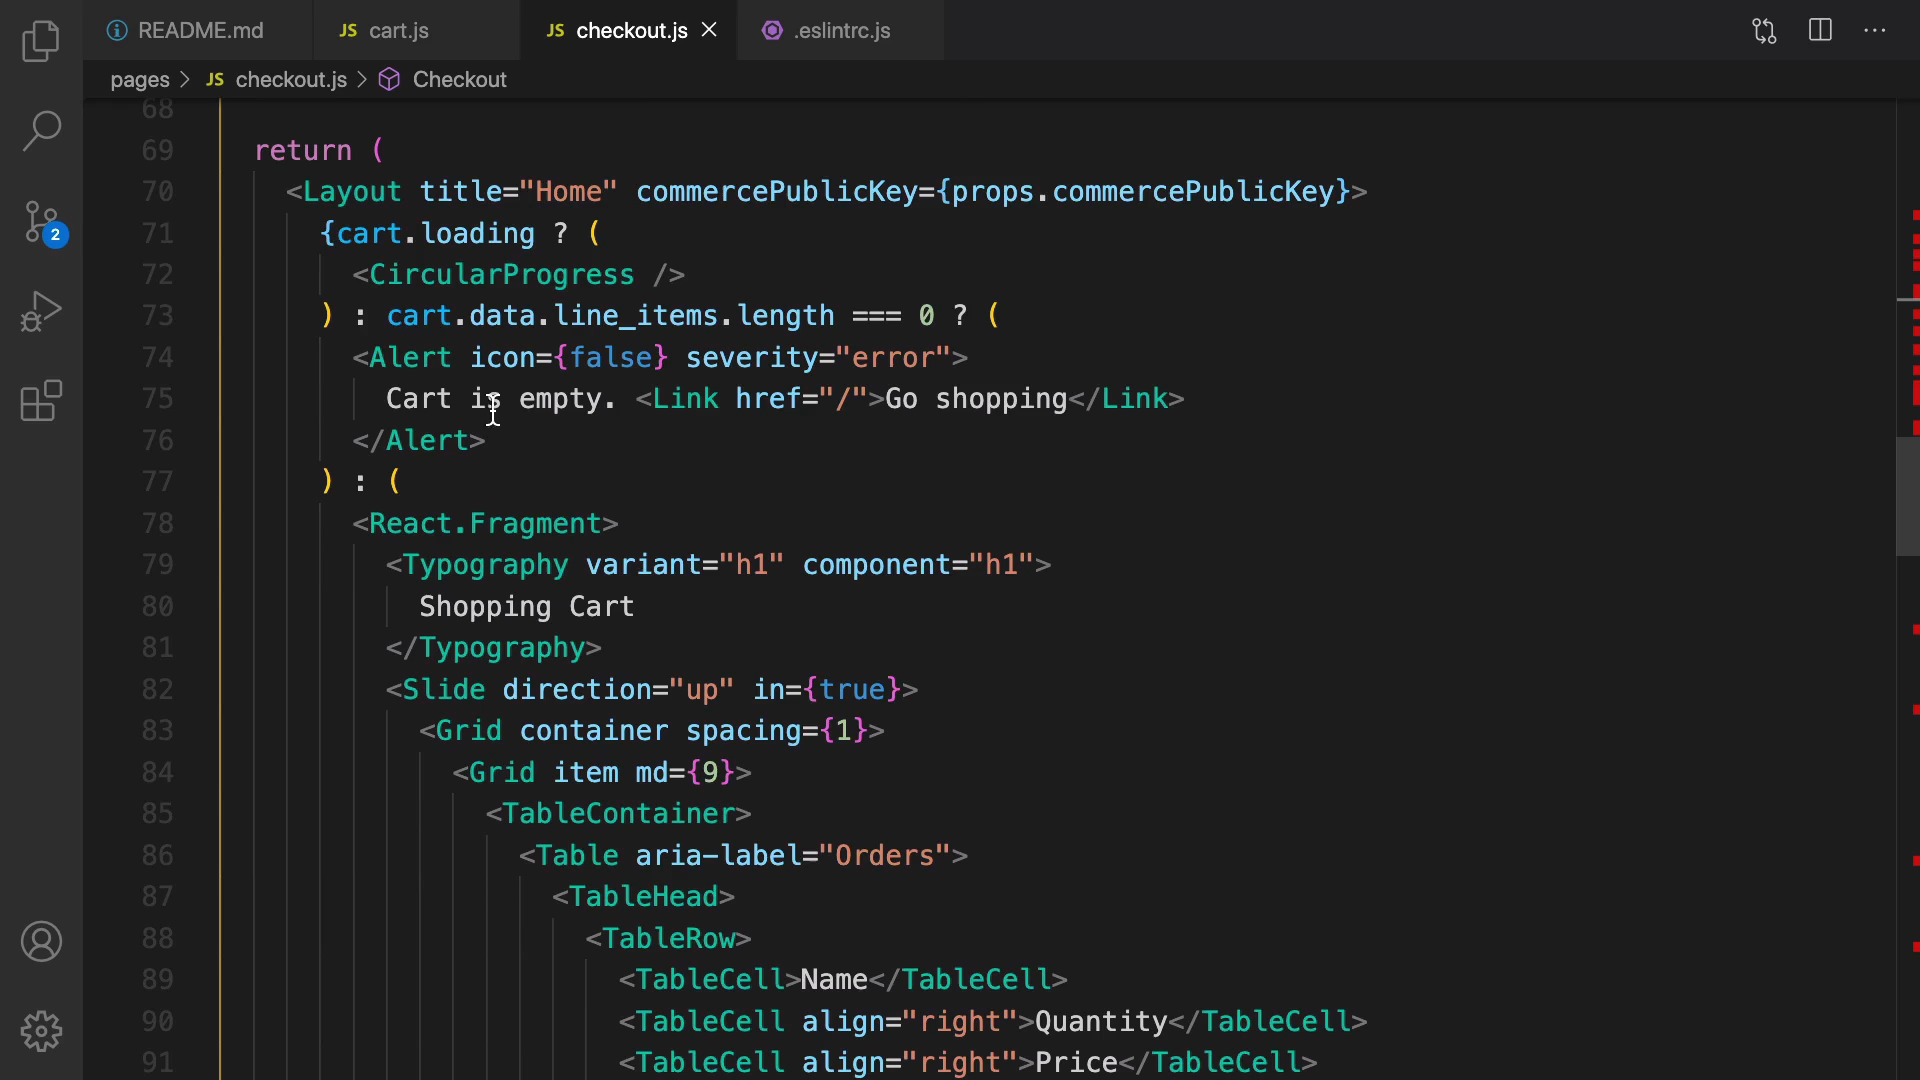 README.md
JS cart.js
JS checkout.js
.eslintrc.js
pages > JS checkout.js > Checkout
2
68
69 return (
70 <Layout title="Home" commercePublicKey={props.commercePublicKey}>
71 {cart.loading ? (
72 <CircularProgress />
73 ) : cart.data.line_items.length === 0 ? (
74 <Alert icon={false} severity="error">
75 Cart is empty. <Link href="/">Go shopping</Link>
76 </Alert>
77 ) : (
78 <React.Fragment>
79 <Typography variant="h1" component="h1">
80 Shopping Cart
81 </Typography>
82 <Slide direction="up" in={true}>
83 <Grid container spacing={1}>
84 <Grid item md={9}>
85 <TableContainer>
86 <Table aria-label="Orders">
87 <TableHead>
88 <TableRow>
89 <TableCell>Name</TableCell>
90 <TableCell align="right">Quantity</TableCell>
91 <TableCell align="right">Price</TableCell>